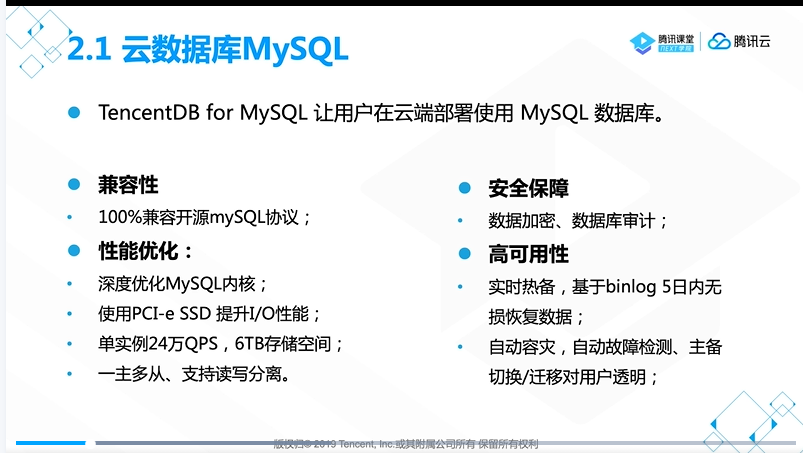 2.1 云数据库MySQL
腾讯课堂
NEXT学院
腾讯云
TencentDB for MySQL 让用户在云端部署使用 MySQL 数据库。
兼容性
100%兼容开源mySQL协议；
性能优化：
深度优化MySQL内核；
使用PCI-e SSD 提升I/O性能；
单实例24万QPS，6TB存储空间；
一主多从、支持读写分离。
安全保障
数据加密、数据库审计；
高可用性
实时热备，基于binlog 5日内无
损恢复数据；
自动容灾，自动故障检测、主备
切换/迁移对用户透明；
版权归© 2019 Tencent, Inc.或其附属公司所有 保留所有权利